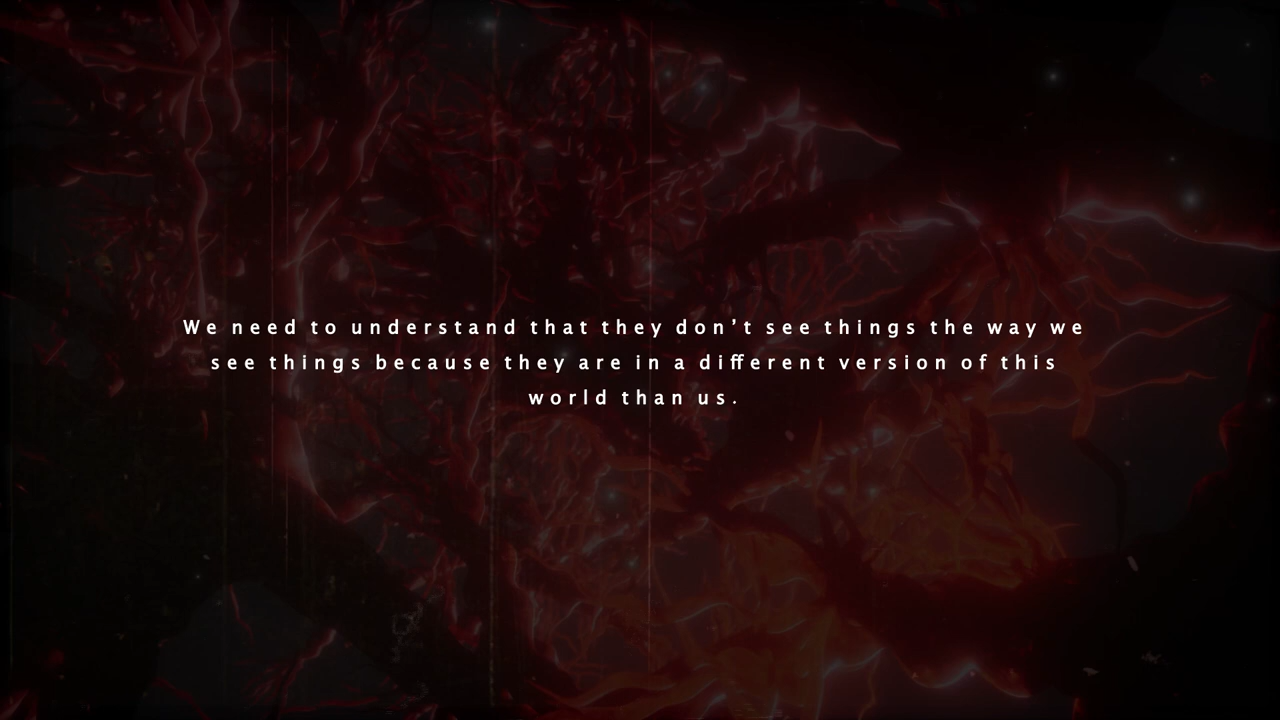 We need to understand that they don’t see things the way we
see things because they are in a different version of this
world than us.